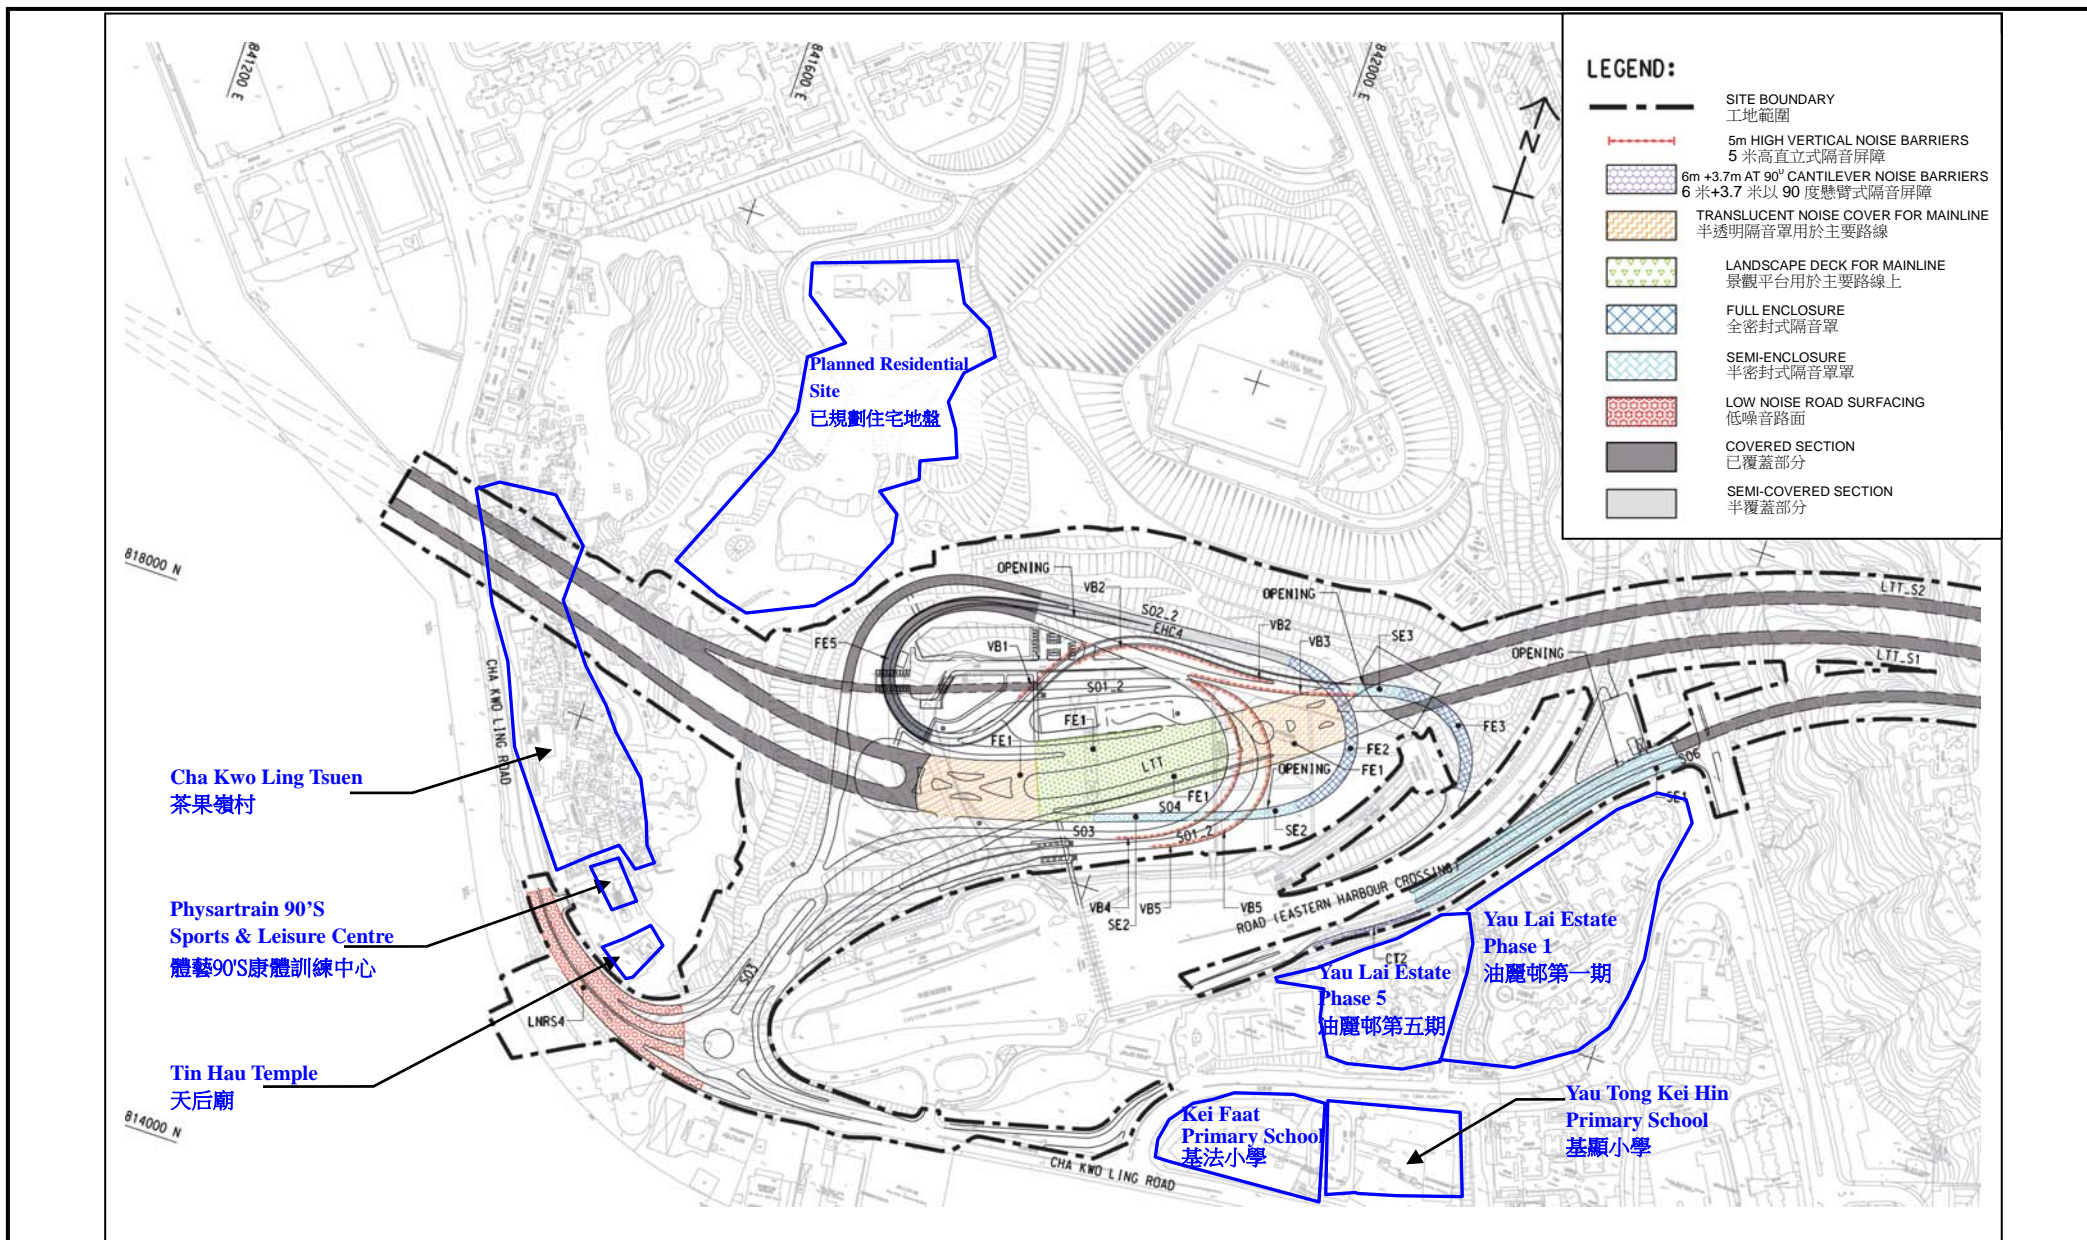 841200 E
841600 E
842000 E
N
LEGEND:
SITE BOUNDARY
工地範圍
5m HIGH VERTICAL NOISE BARRIERS
5 米高直立式隔音屏障
6m +3.7m AT 90⁰ CANTILEVER NOISE BARRIERS
6 米+3.7 米以 90 度懸臂式隔音屏障
TRANSLUCENT NOISE COVER FOR MAINLINE
半透明隔音罩用於主要路線
LANDSCAPE DECK FOR MAINLINE
景觀平台用於主要路線上
FULL ENCLOSURE
全密封式隔音罩
SEMI-ENCLOSURE
半密封式隔音罩罩
LOW NOISE ROAD SURFACING
低噪音路面
COVERED SECTION
已覆蓋部分
SEMI-COVERED SECTION
半覆蓋部分
Planned Residential
Site
已規劃住宅地盤
818000 N
OPENING
VB2
S02_2
EHC4
OPENING
VB2
VB3
SE3
OPENING
LTT_S2
LTT_S1
FE5
VB1
S01_2
FE1
FE1
LTT
FE1
S04
S03
S01_2
OPENING
FE2
FE1
FE3
SE2
S06
SE1
VB4
SE2
VB5
VB5
ROAD (EASTERN HARBOUR CROSSING)
CT2
CHA KWO LING ROAD
Cha Kwo Ling Tsuen
茶果嶺村
Physartrain 90’S
Sports & Leisure Centre
體藝90'S康體訓練中心
S03
LNRS4
Tin Hau Temple
天后廟
814000 N
Yau Lai Estate
Phase 1
油麗邨第一期
Yau Lai Estate
Phase 5
油麗邨第五期
Kei Faat
Primary School
基法小學
Yau Tong Kei Hin
Primary School
基顯小學
CHA KWO LING ROAD